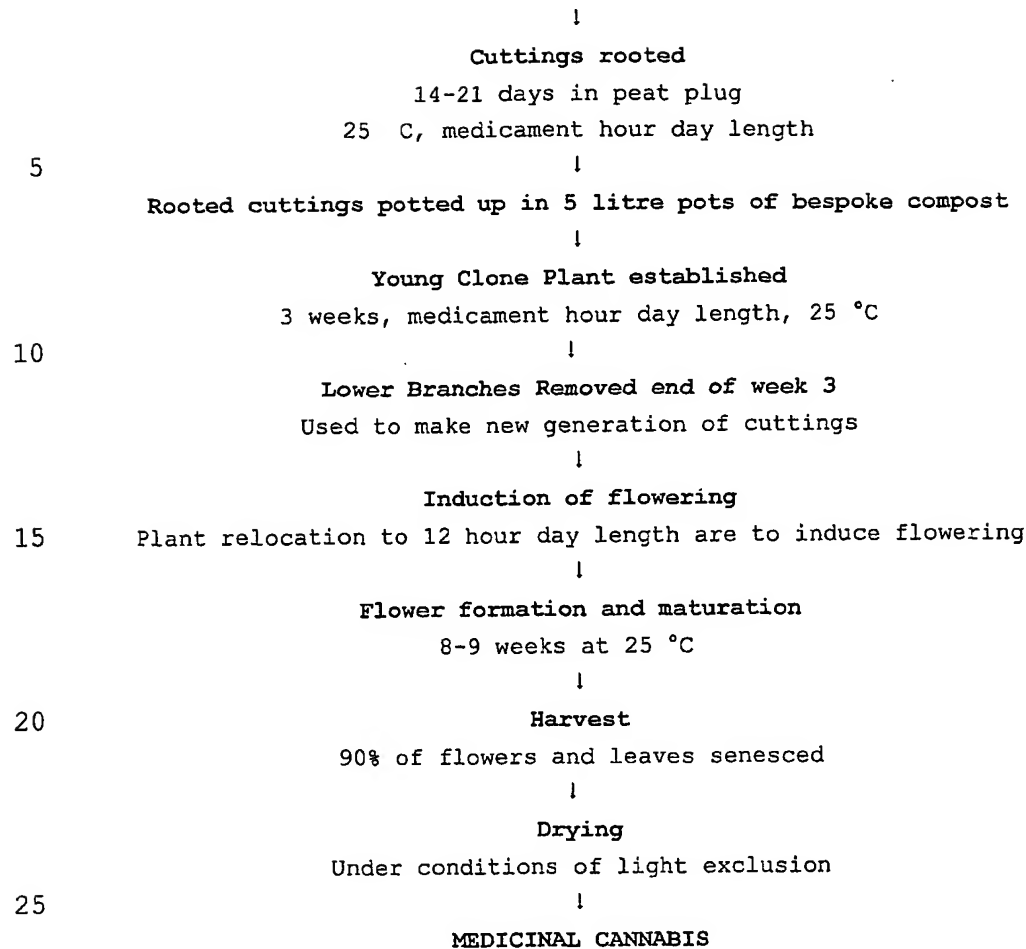 ↓
Cuttings rooted
14-21 days in peat plug
25 C, medicament hour day length
5 ↓
Rooted cuttings potted up in 5 litre pots of bespoke compost
↓
Young Clone Plant established
3 weeks, medicament hour day length, 25 °C
10 ↓
Lower Branches Removed end of week 3
Used to make new generation of cuttings
↓
Induction of flowering
15 Plant relocation to 12 hour day length are to induce flowering
↓
Flower formation and maturation
8-9 weeks at 25 °C
↓
20 Harvest
90% of flowers and leaves senesced
↓
Drying
Under conditions of light exclusion
25 ↓
MEDICINAL CANNABIS